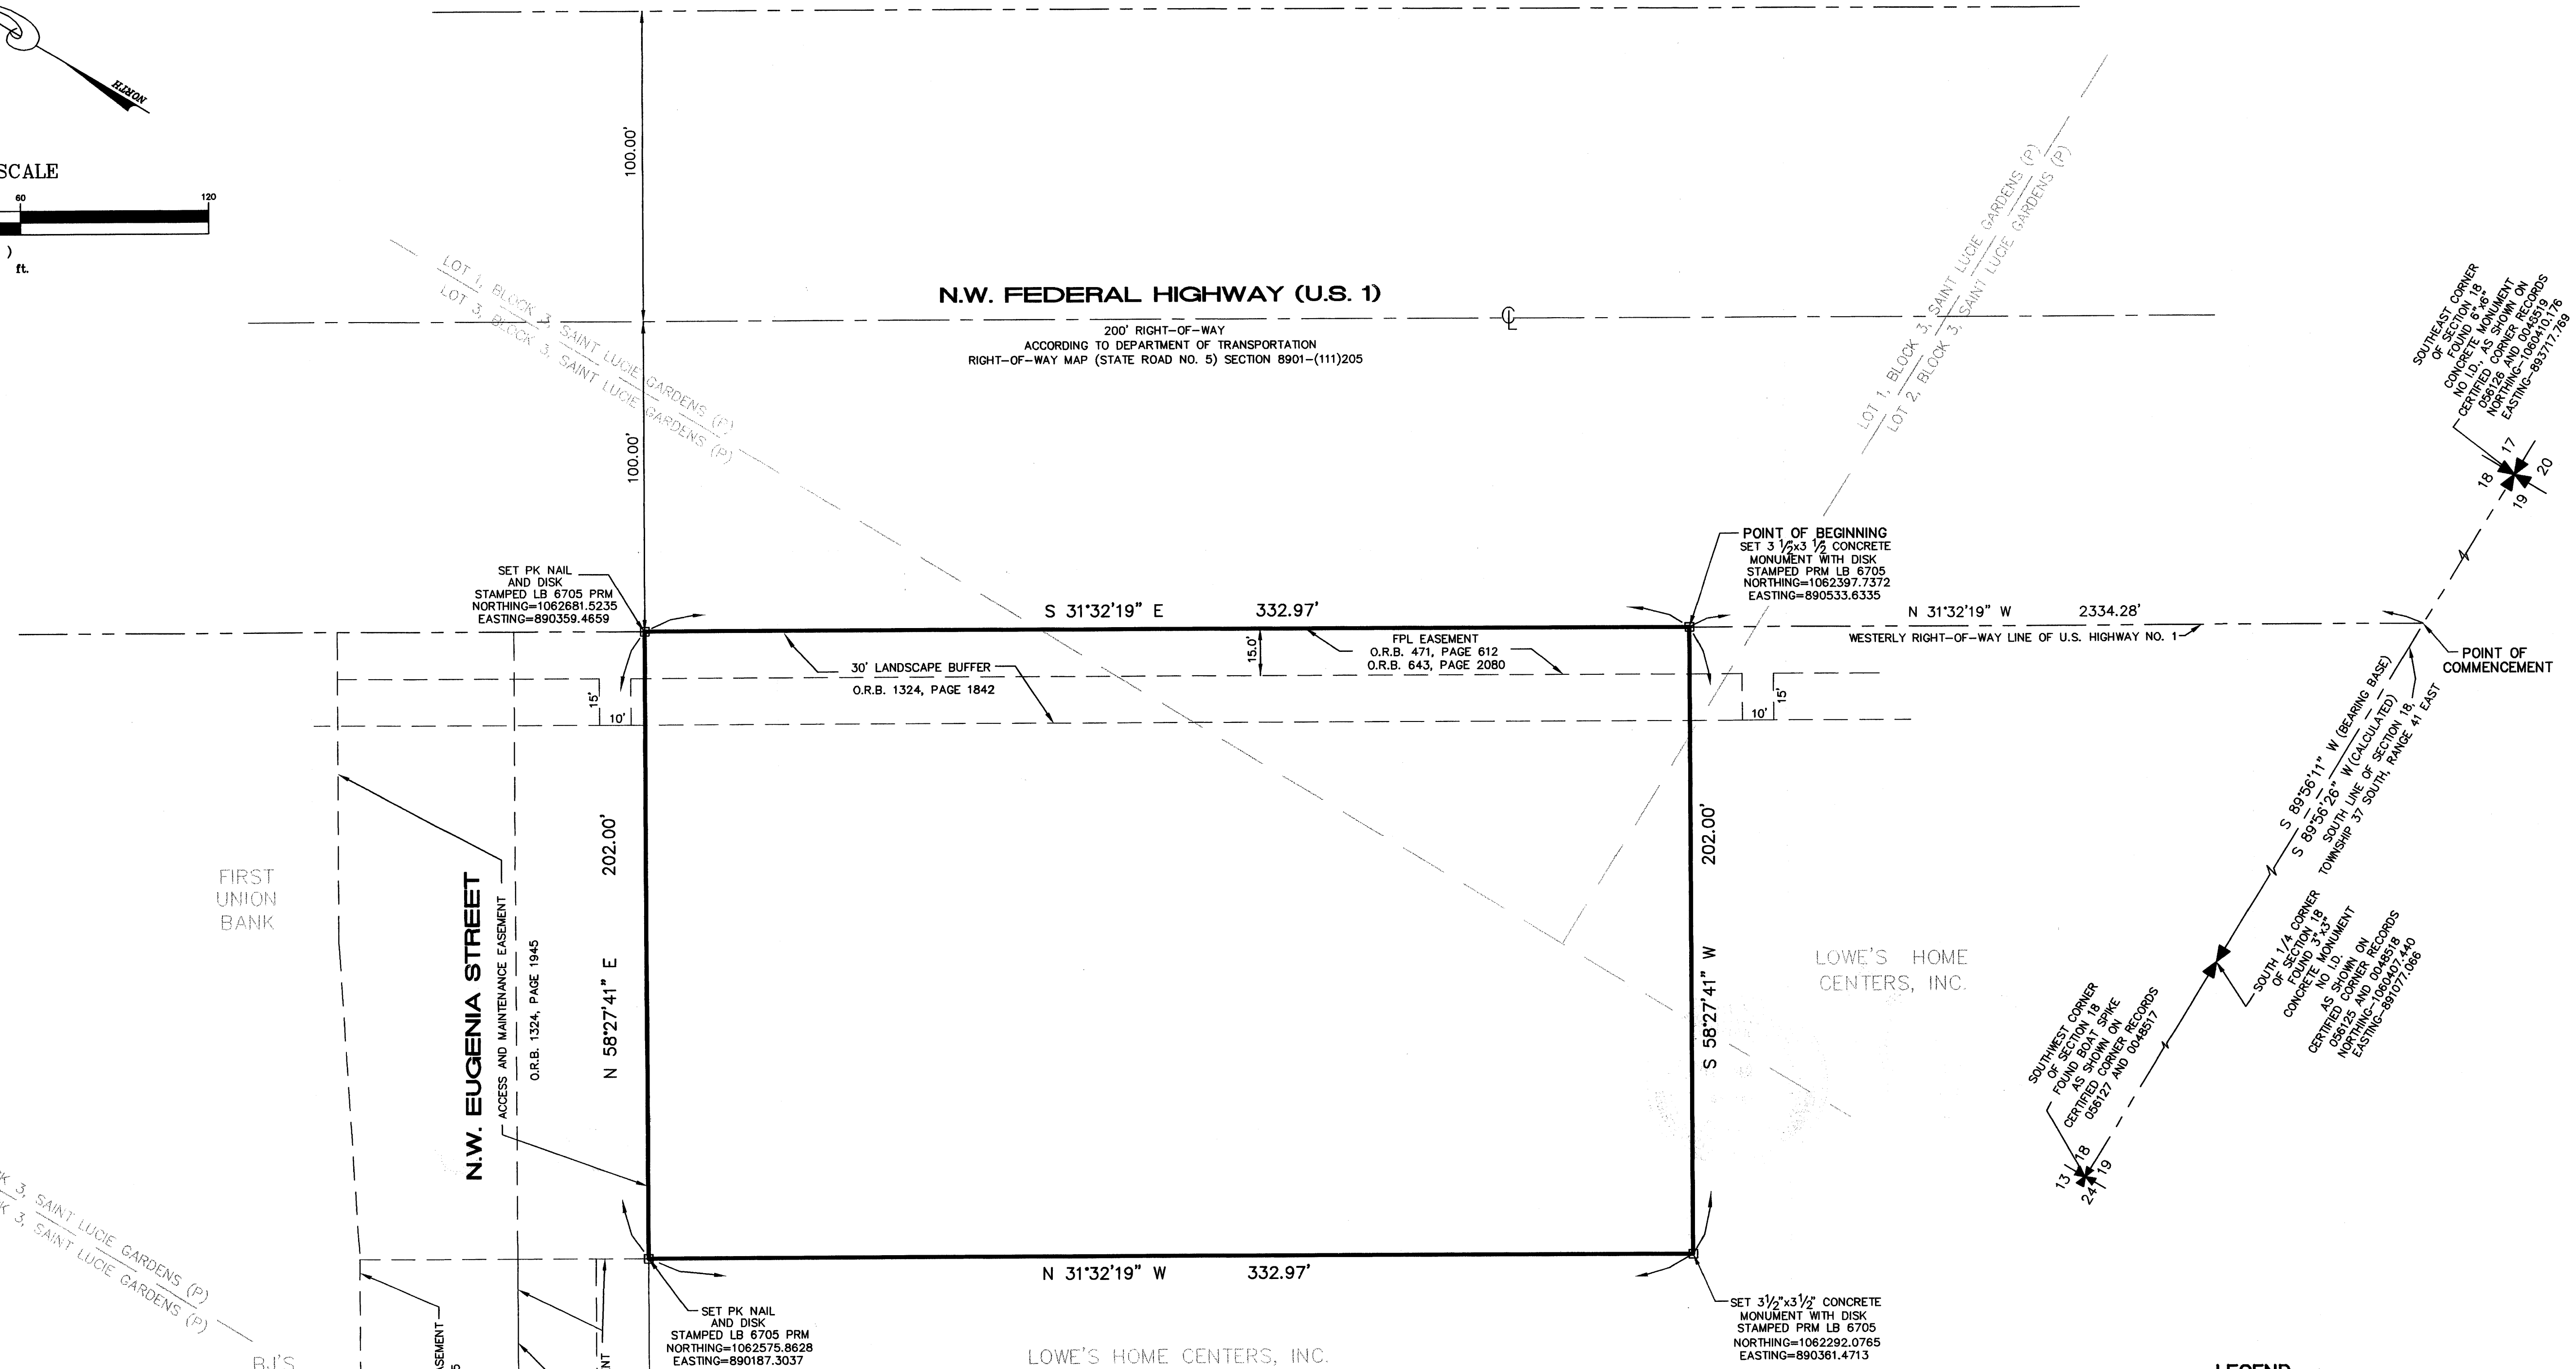 NORTH
SCALE
60
120
)
ft.
100.00'
LOT 1, BLOCK 3, SAINT LUCIE GARDENS (P)
LOT 3, BLOCK 3, SAINT LUCIE GARDENS (P)
N.W. FEDERAL HIGHWAY (U.S. 1)
200' RIGHT-OF-WAY
ACCORDING TO DEPARTMENT OF TRANSPORTATION
RIGHT-OF-WAY MAP (STATE ROAD NO. 5) SECTION 8901-(111)205
LOT 1, BLOCK 3, SAINT LUCIE GARDENS (P)
LOT 2, BLOCK 3, SAINT LUCIE GARDENS (P)
SOUTHEAST CORNER
OF SECTION 18
FOUND 6"x6"
CONCRETE MONUMENT
NO I.D., AS SHOWN ON
CERTIFIED CORNER RECORDS
056126 AND 0048519
NORTHING-1060410.176
EASTING-893717.769
17
18
20
19
100.00'
SET PK NAIL
AND DISK
STAMPED LB 6705 PRM
NORTHING=1062681.5235
EASTING=890359.4659
POINT OF BEGINNING
SET 3 1/2"x3 1/2" CONCRETE
MONUMENT WITH DISK
STAMPED PRM LB 6705
NORTHING=1062397.7372
EASTING=890533.6335
S 31°32'19" E 332.97'
N 31°32'19" W 2334.28'
WESTERLY RIGHT-OF-WAY LINE OF U.S. HIGHWAY NO. 1
POINT OF
COMMENCEMENT
15.0'
FPL EASEMENT
O.R.B. 471, PAGE 612
O.R.B. 643, PAGE 2080
30' LANDSCAPE BUFFER
O.R.B. 1324, PAGE 1842
15'
10'
15'
10'
S 89°56'11" W (BEARING BASE)
S 89°56'26" W (CALCULATED)
SOUTH LINE OF SECTION 18,
TOWNSHIP 37 SOUTH, RANGE 41 EAST
FIRST
UNION
BANK
N.W. EUGENIA STREET
ACCESS AND MAINTENANCE EASEMENT
O.R.B. 1324, PAGE 1945
N 58°27'41" E 202.00'
S 58°27'41" W 202.00'
LOWE'S HOME
CENTERS, INC.
SOUTH 1/4 CORNER
OF SECTION 18
FOUND 3"x3"
CONCRETE MONUMENT
NO I.D.
AS SHOWN ON
CERTIFIED CORNER RECORDS
056125 AND 0048518
NORTHING-1060407.440
EASTING-891077.066
SOUTHWEST CORNER
OF SECTION 18
FOUND BOAT SPIKE
AS SHOWN ON
CERTIFIED CORNER RECORDS
056127 AND 0048517
13
18
24
19
K 3, SAINT LUCIE GARDENS (P)
K 3, SAINT LUCIE GARDENS (P)
N 31°32'19" W 332.97'
SET PK NAIL
AND DISK
STAMPED LB 6705 PRM
NORTHING=1062575.8628
EASTING=890187.3037
SET 3 1/2"x3 1/2" CONCRETE
MONUMENT WITH DISK
STAMPED PRM LB 6705
NORTHING=1062292.0765
EASTING=890361.4713
BJ'S
SEMENT
5
ENT
LOWE'S HOME CENTERS, INC.
LEGEND